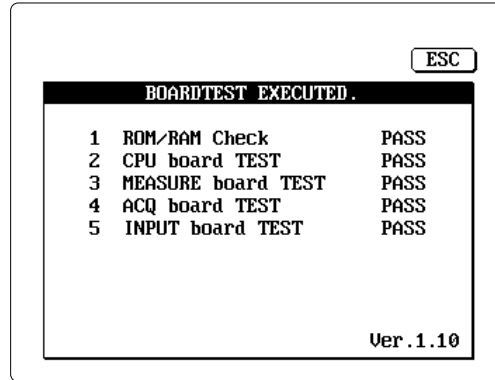 ESC
BOARDTEST EXECUTED.
1 ROM/RAM Check PASS
2 CPU board TEST PASS
3 MEASURE board TEST PASS
4 ACQ board TEST PASS
5 INPUT board TEST PASS
Ver.1.10